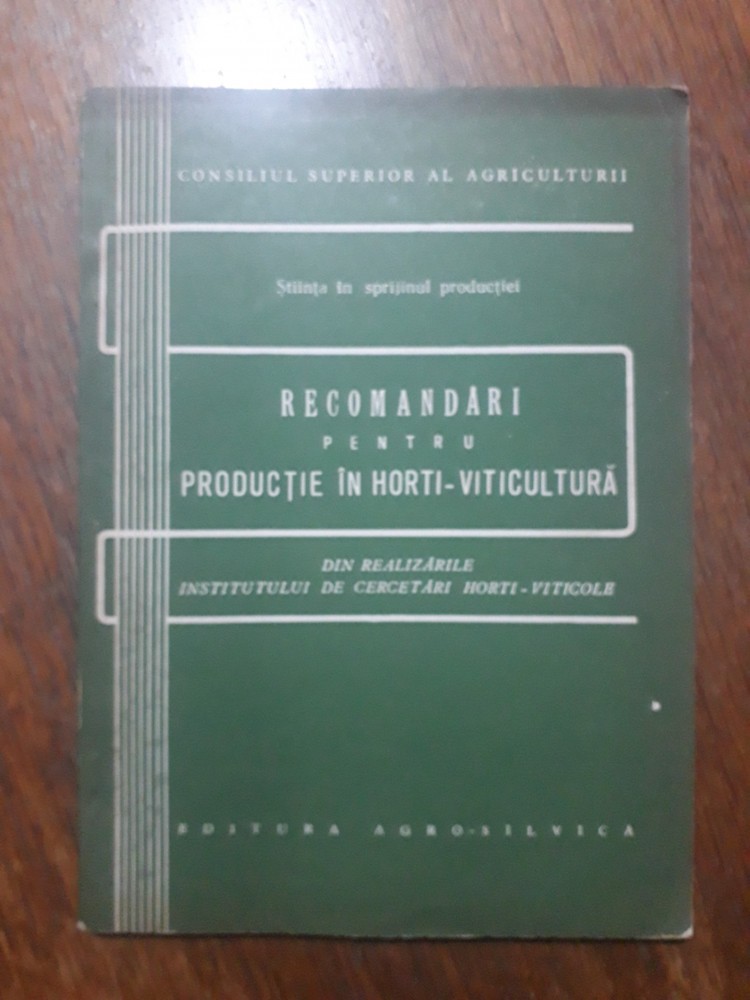 CONSILIUL SUPERIOR AL AGRICULTURII
Știința în sprijinul producției
RECOMANDĂRI
PENTRU
PRODUCȚIE ÎN HORTI-VITICULTURĂ
DIN REALIZĂRILE
INSTITUTULUI DE CERCETĂRI HORTI-VITICOLE
EDITURA AGRO-SILVICA